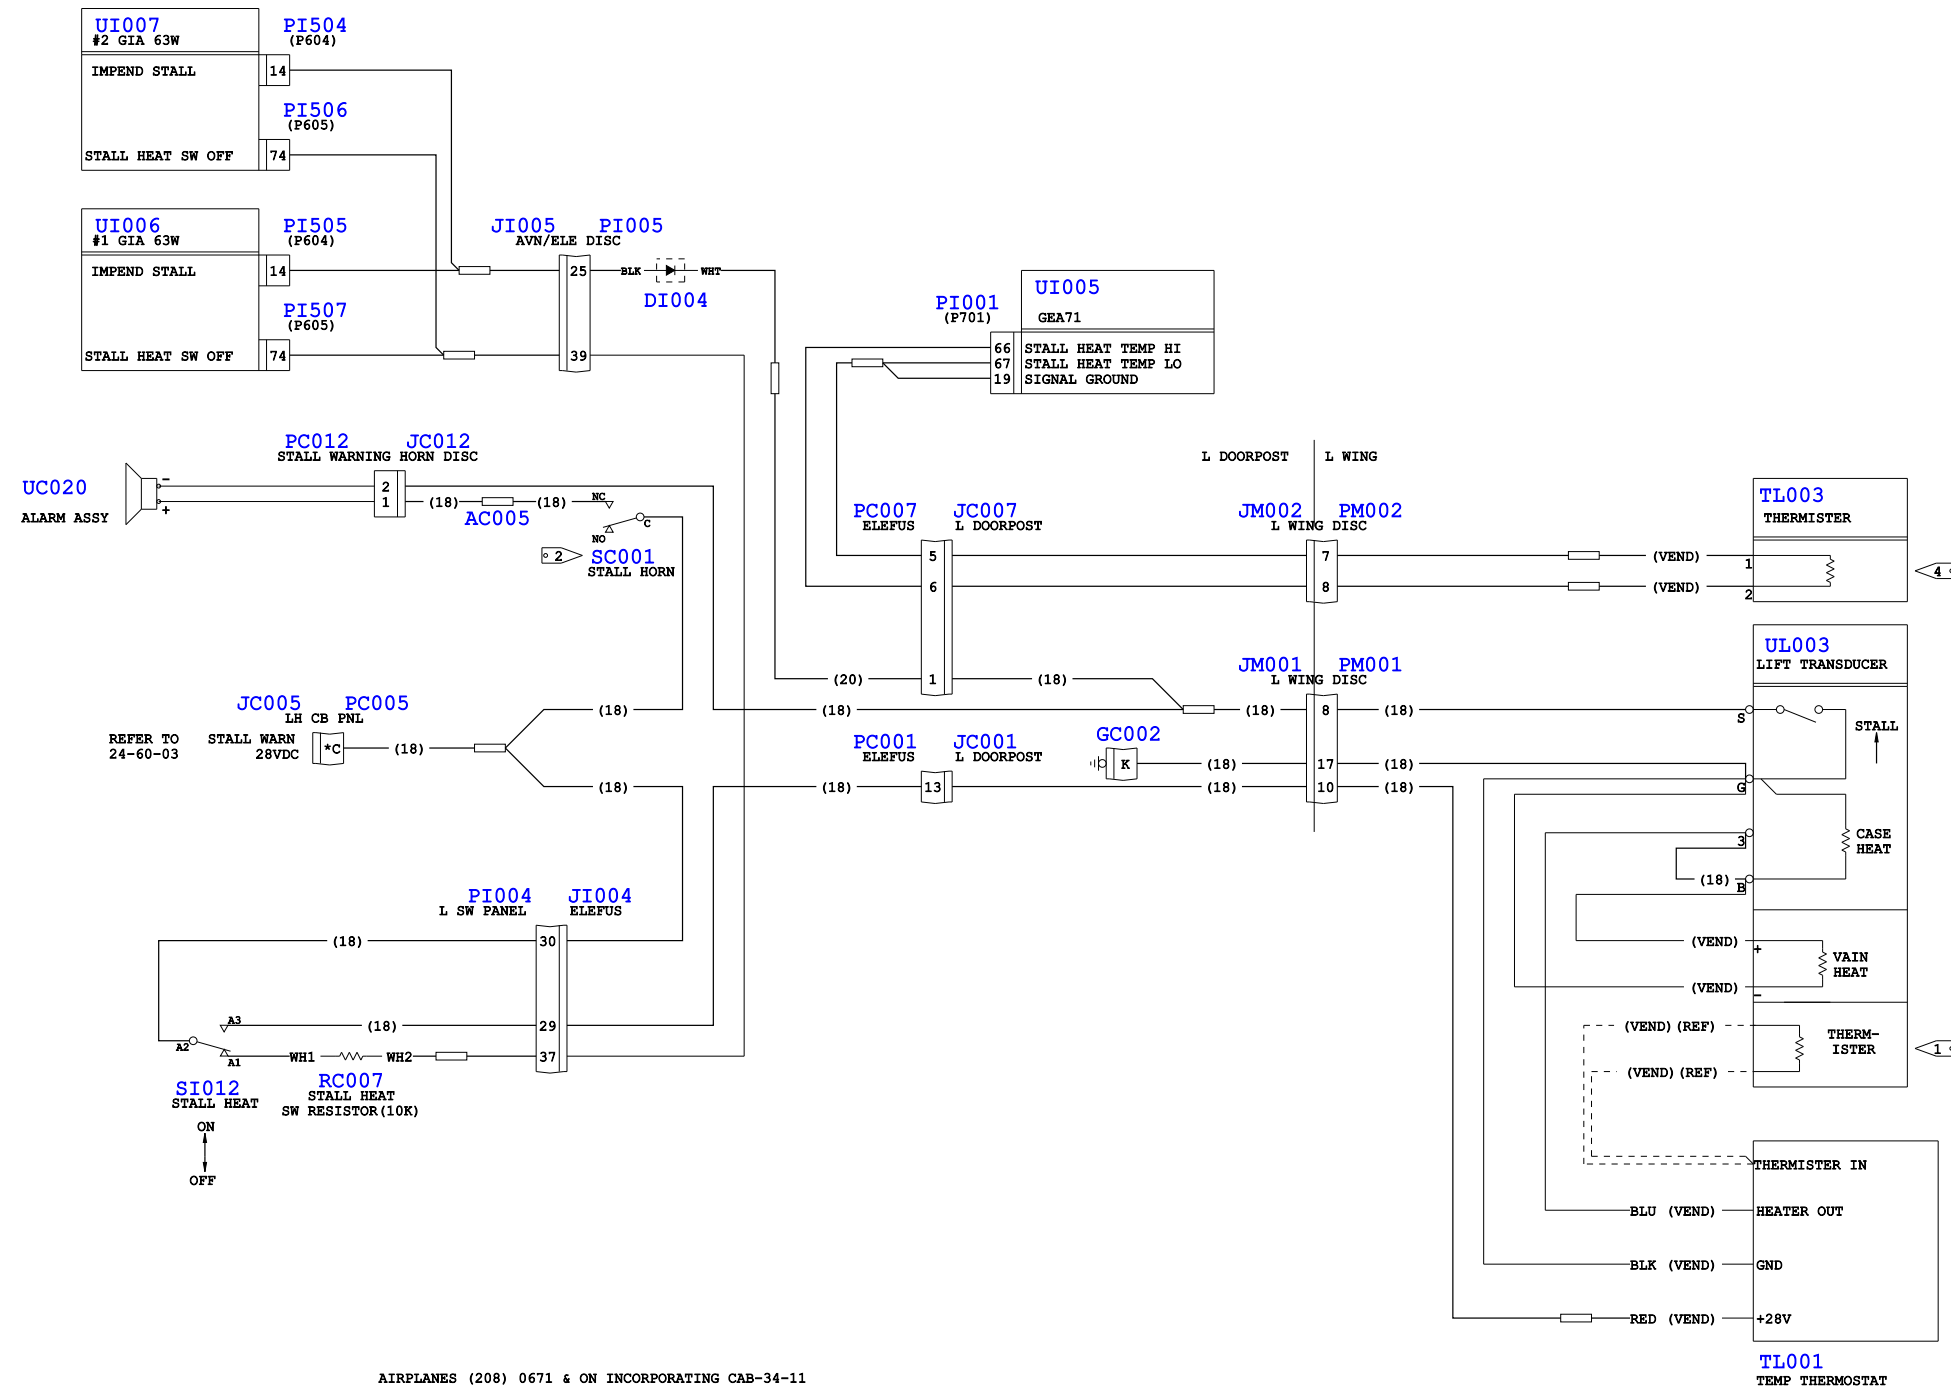 UI007
#2 GIA 63W
PI504
(P604)
IMPEND STALL
14
PI506
(P605)
STALL HEAT SW OFF
74
UI006
#1 GIA 63W
PI505
(P604)
IMPEND STALL
14
PI507
(P605)
STALL HEAT SW OFF
74
JI005 PI005
AVN/ELE DISC
25
BLK
WHT
DI004
39
UI005
GEA71
PI001
(P701)
66 STALL HEAT TEMP HI
67 STALL HEAT TEMP LO
19 SIGNAL GROUND
PC012 JC012
STALL WARNING HORN DISC
UC020
ALARM ASSY
-
+
2
1
(18)
(18)
AC005
NC
C
NO
2
SC001
STALL HORN
L DOORPOST
L WING
PC007 JC007
ELEFUS L DOORPOST
JM002 PM002
L WING DISC
5
7
(VEND)
1
6
8
(VEND)
2
TL003
THERMISTER
4
(20)
1
(18)
JM001 PM001
L WING DISC
(18)
(18)
(18)
8
(18)
S
UL003
LIFT TRANSDUCER
STALL
JC005 PC005
LH CB PNL
REFER TO
24-60-03
STALL WARN
28VDC
*C
(18)
PC001 JC001
ELEFUS L DOORPOST
GC002
K
(18)
17
(18)
(18)
(18)
13
(18)
10
(18)
G
3
CASE
HEAT
(18)
B
PI004 JI004
L SW PANEL ELEFUS
(18)
30
(VEND)
+
VAIN
HEAT
(VEND)
-
A3
(18)
29
A2
A1
WH1
WH2
37
SI012
STALL HEAT
RC007
STALL HEAT
SW RESISTOR(10K)
ON
OFF
(VEND)(REF)
THERM-
ISTER
1
(VEND)(REF)
THERMISTER IN
BLU (VEND)
HEATER OUT
BLK (VEND)
GND
RED (VEND)
+28V
TL001
TEMP THERMOSTAT
AIRPLANES (208) 0671 & ON INCORPORATING CAB-34-11